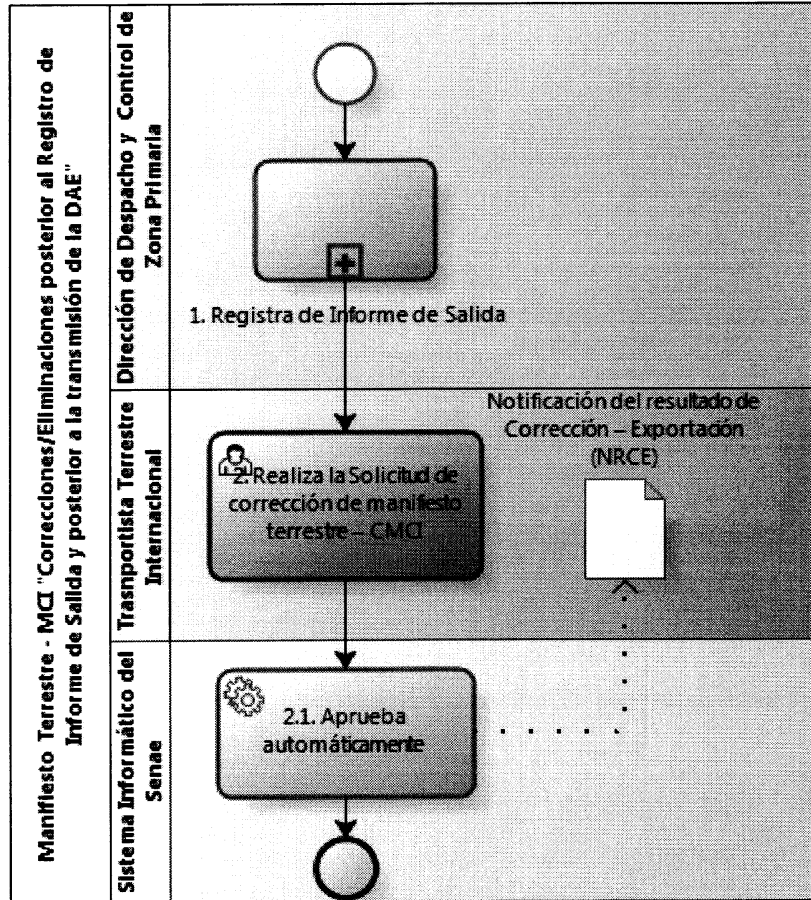 Manifiesto Terrestre - MCI "Correcciones/Eliminaciones posterior al Registro de
Informe de Salida y posterior a la transmisión de la DAE"
Dirección de Despacho y Control de
Zona Primaria
1. Registra de Informe de Salida
Trasnportista Terrestre
Internacional
2. Realiza la Solicitud de
corrección de manifiesto
terrestre – CMCI
Notificación del resultado de
Corrección – Exportación
(NRCE)
Sistema Informático del
Senae
2.1. Aprueba
automáticamente